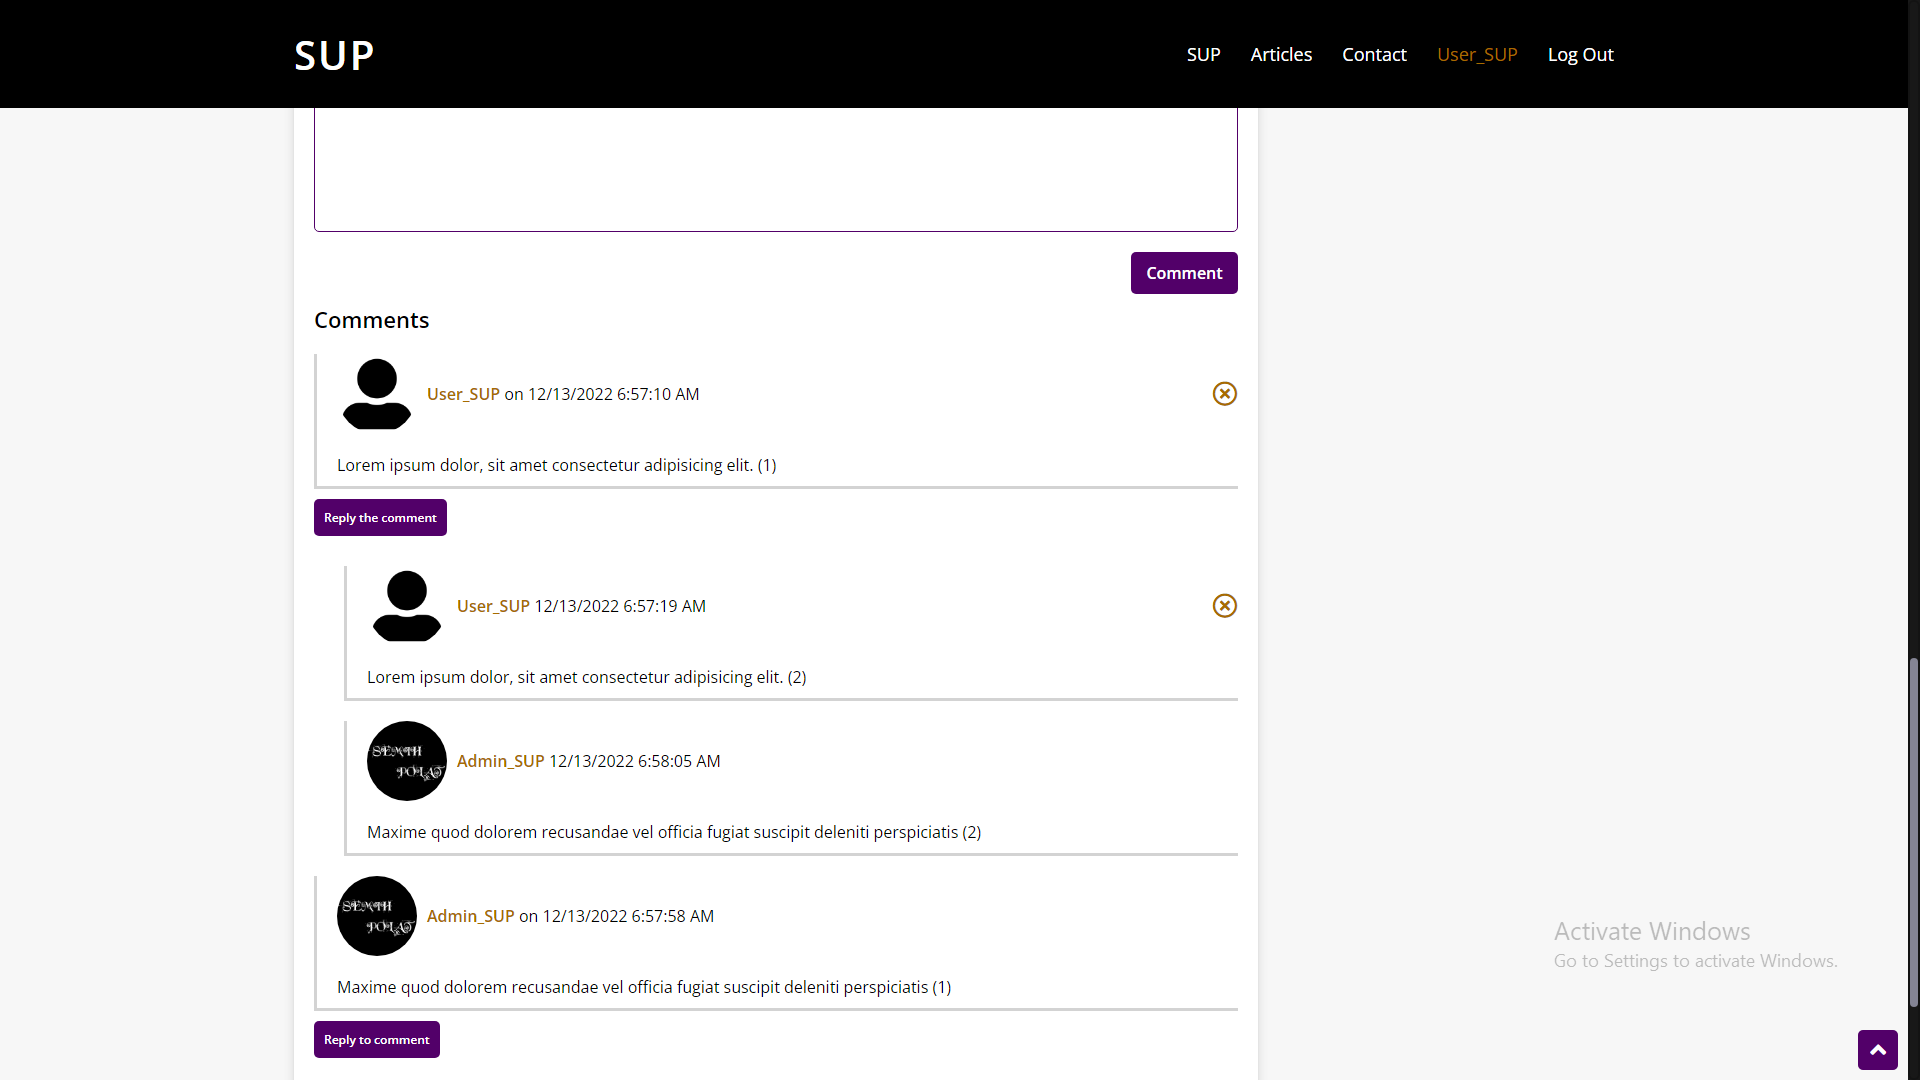 SUP
SUP Articles Contact User_SUP Log Out
Comment
Comments
User_SUP on 12/13/2022 6:57:10 AM
Lorem ipsum dolor, sit amet consectetur adipisicing elit. (1)
Reply the comment
User_SUP 12/13/2022 6:57:19 AM
Lorem ipsum dolor, sit amet consectetur adipisicing elit. (2)
SEMIH
POLAT
Admin_SUP 12/13/2022 6:58:05 AM
Maxime quod dolorem recusandae vel officia fugiat suscipit deleniti perspiciatis (2)
SEMIH
POLAT
Admin_SUP on 12/13/2022 6:57:58 AM
Maxime quod dolorem recusandae vel officia fugiat suscipit deleniti perspiciatis (1)
Reply to comment
Activate Windows
Go to Settings to activate Windows.